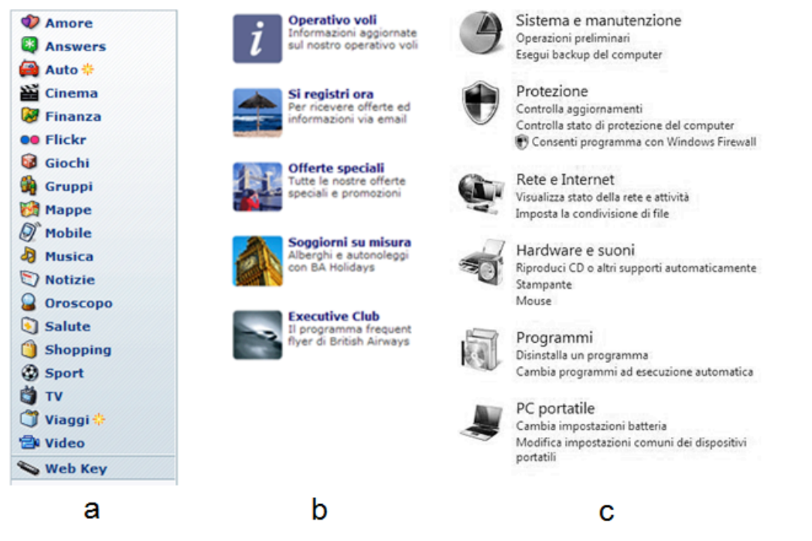 Amore
Answers
Auto
Cinema
Finanza
Flickr
Giochi
Gruppi
Mappe
Mobile
Musica
Notizie
Oroscopo
Salute
Shopping
Sport
TV
Viaggi
Video
Web Key
a
Operativo voli
Informazioni aggiornate
sul nostro operativo voli
Si registri ora
Per ricevere offerte ed
informazioni via email
Offerte speciali
Tutte le nostre offerte
speciali e promozioni
Soggiorni su misura
Alberghi e autonoleggi
con BA Holidays
Executive Club
Il programma frequent
flyer di British Airways
b
Sistema e manutenzione
Operazioni preliminari
Esegui backup del computer
Protezione
Controlla aggiornamenti
Controlla stato di protezione del computer
Consenti programma con Windows Firewall
Rete e Internet
Visualizza stato della rete e attività
Imposta la condivisione di file
Hardware e suoni
Riproduci CD o altri supporti automaticamente
Stampante
Mouse
Programmi
Disinstalla un programma
Cambia programmi ad esecuzione automatica
PC portatile
Cambia impostazioni batteria
Modifica impostazioni comuni dei dispositivi
portatili
c